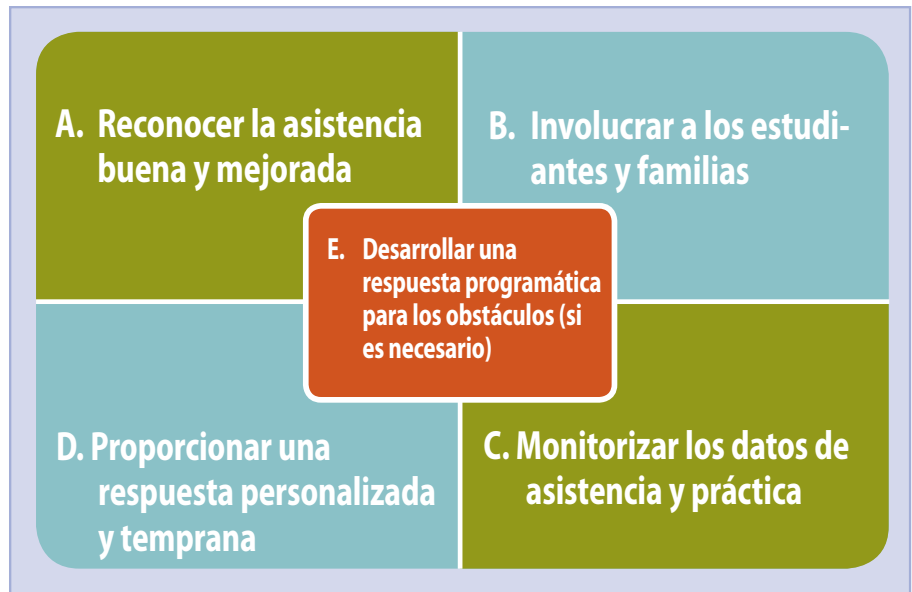 A. Reconocer la asistencia
buena y mejorada
B. Involucrar a los estudi-
antes y familias
E. Desarrollar una
respuesta programática
para los obstáculos (si
es necesario)
D. Proporcionar una
respuesta personalizada
y temprana
C. Monitorizar los datos de
asistencia y práctica